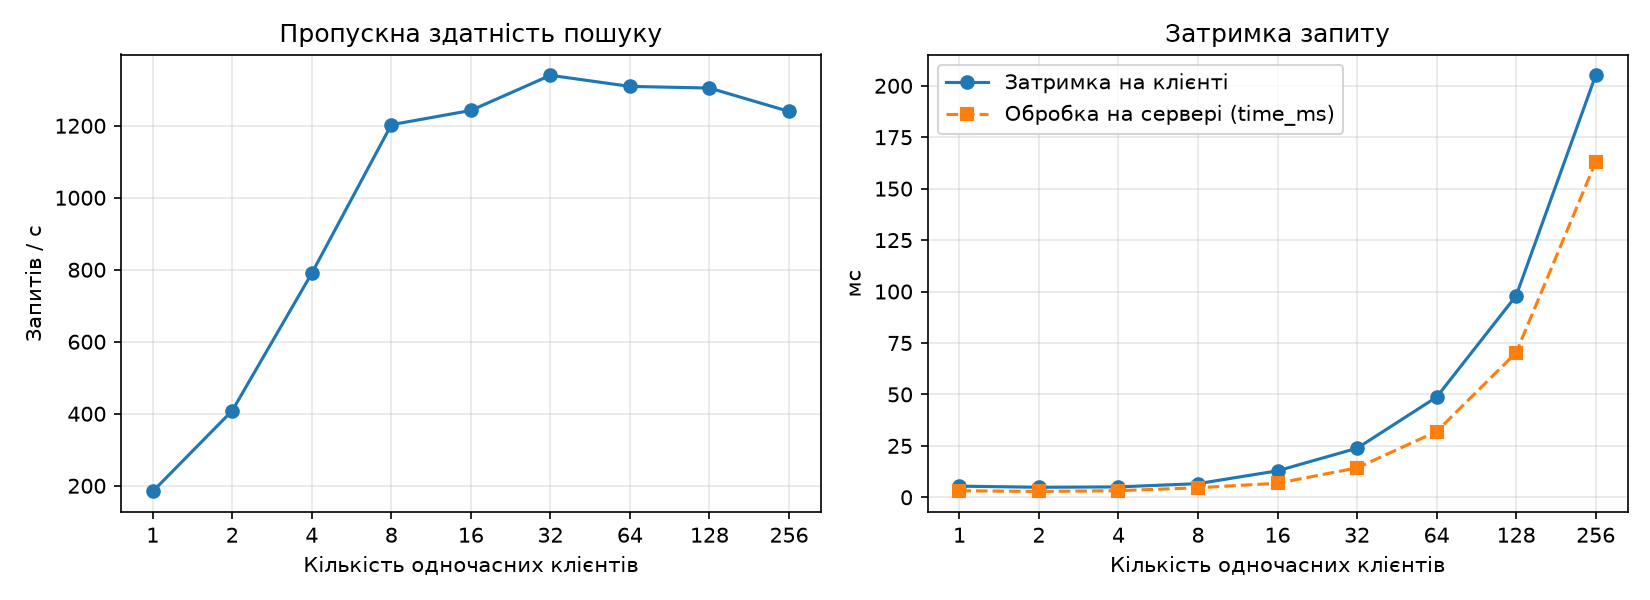 Пропускна здатність пошуку
Запитів / с
1200
1000
800
600
400
200
1 2 4 8 16 32 64 128 256
Кількість одночасних клієнтів
Затримка запиту
Затримка на клієнті
Обробка на сервері (time_ms)
мс
200
175
150
125
100
75
50
25
0
1 2 4 8 16 32 64 128 256
Кількість одночасних клієнтів